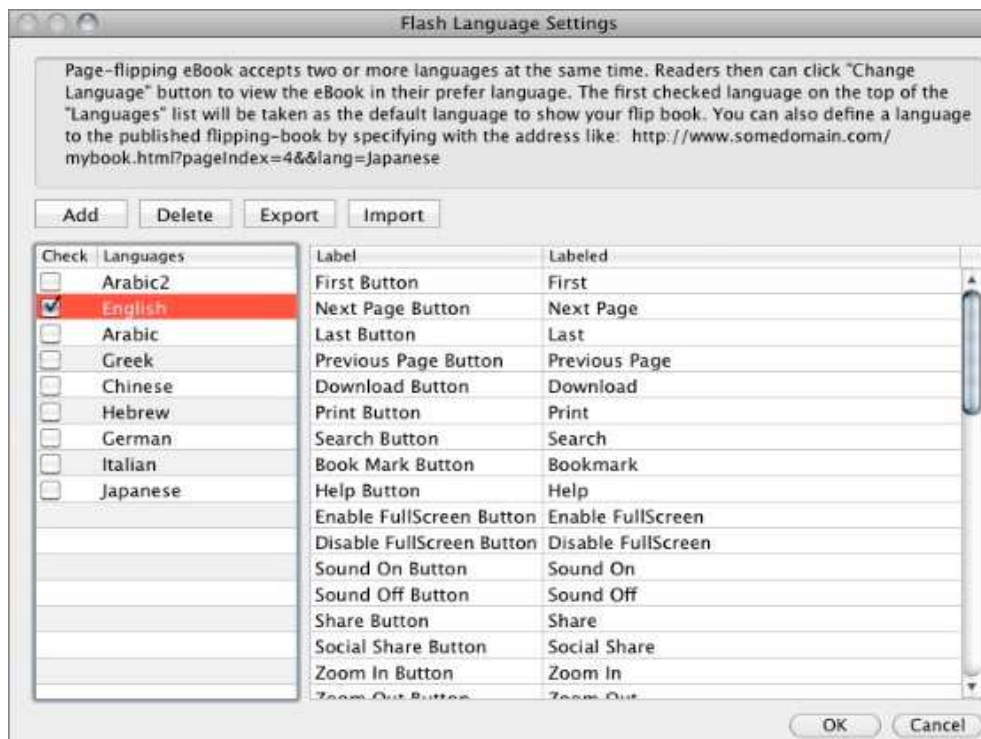 Flash Language Settings
Page-flipping eBook accepts two or more languages at the same time. Readers then can click "Change
Language" button to view the eBook in their prefer language. The first checked language on the top of the
"Languages" list will be taken as the default language to show your flip book. You can also define a language
to the published flipping-book by specifying with the address like: http://www.somedomain.com/
mybook.html?pageIndex=4&&lang=Japanese
Add Delete Export Import
Check Languages Label Labeled
Arabic2 First Button First
English Next Page Button Next Page
Arabic Last Button Last
Greek Previous Page Button Previous Page
Chinese Download Button Download
Hebrew Print Button Print
German Search Button Search
Italian Book Mark Button Bookmark
Japanese Help Button Help
Enable FullScreen Button Enable FullScreen
Disable FullScreen Button Disable FullScreen
Sound On Button Sound On
Sound Off Button Sound Off
Share Button Share
Social Share Button Social Share
Zoom In Button Zoom In
Zoom Out Button Zoom Out
OK Cancel